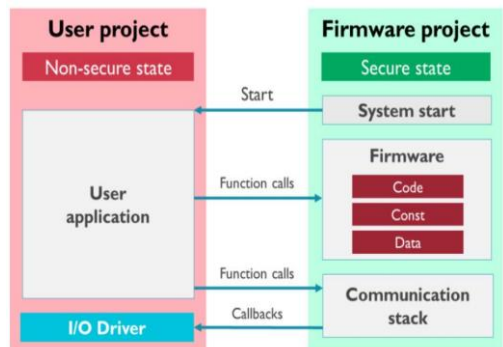 User project
Non-secure state
User
application
I/O Driver
Start
Function calls
Function calls
Callbacks
Firmware project
Secure state
System start
Firmware
Code
Const
Data
Communication
stack